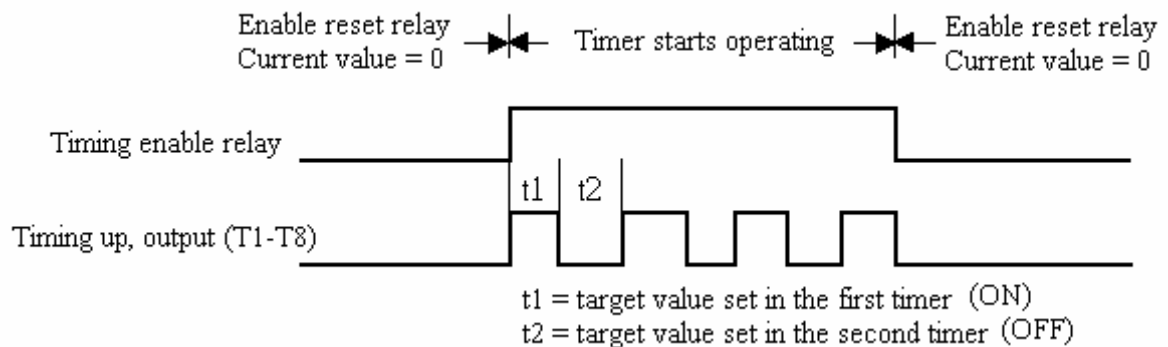 Enable reset relay
Current value = 0
Timer starts operating
Enable reset relay
Current value = 0
Timing enable relay
t1
t2
Timing up, output (T1-T8)
t1 = target value set in the first timer (ON)
t2 = target value set in the second timer (OFF)